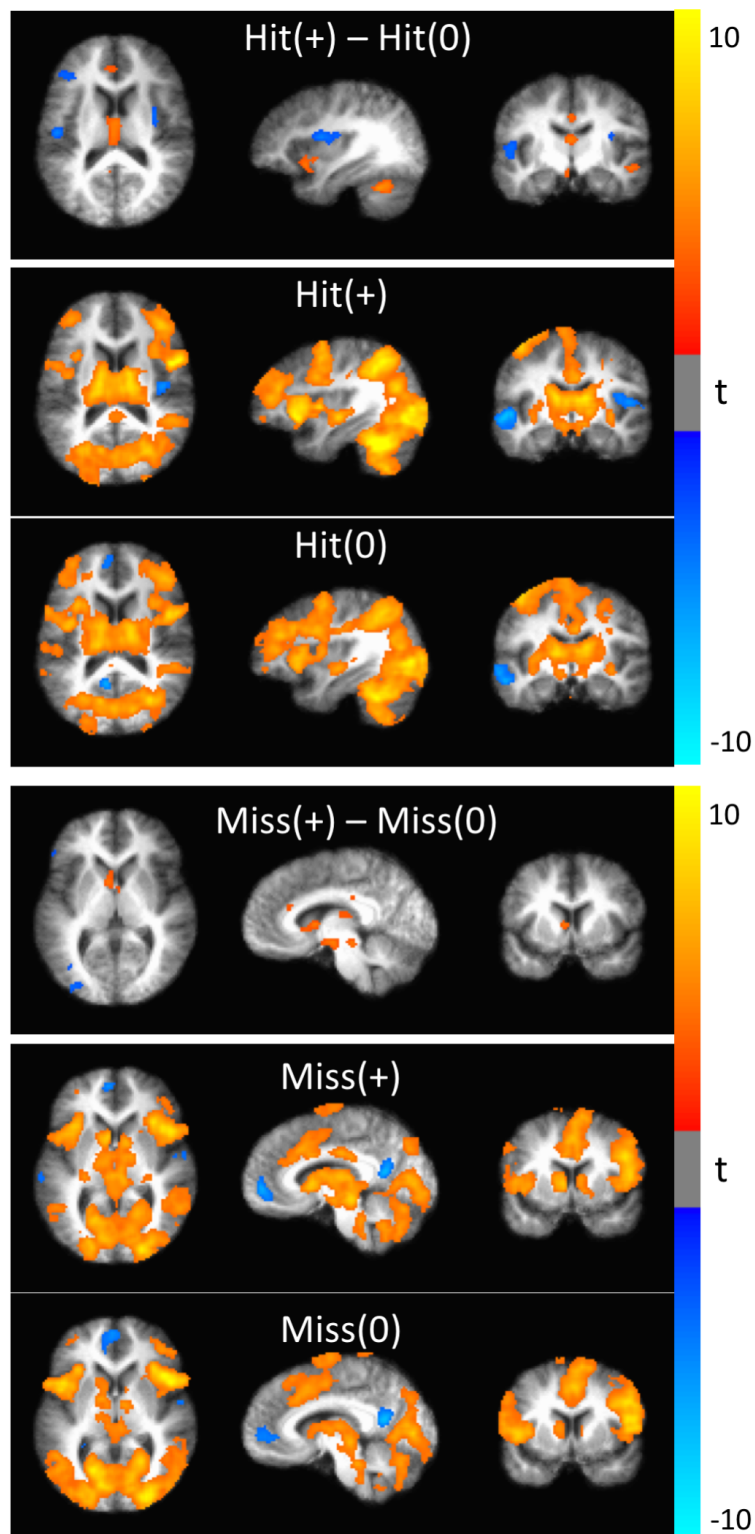 Hit(+) – Hit(0)
10
Hit(+)
t
Hit(0)
-10
Miss(+) – Miss(0)
10
Miss(+)
t
Miss(0)
-10